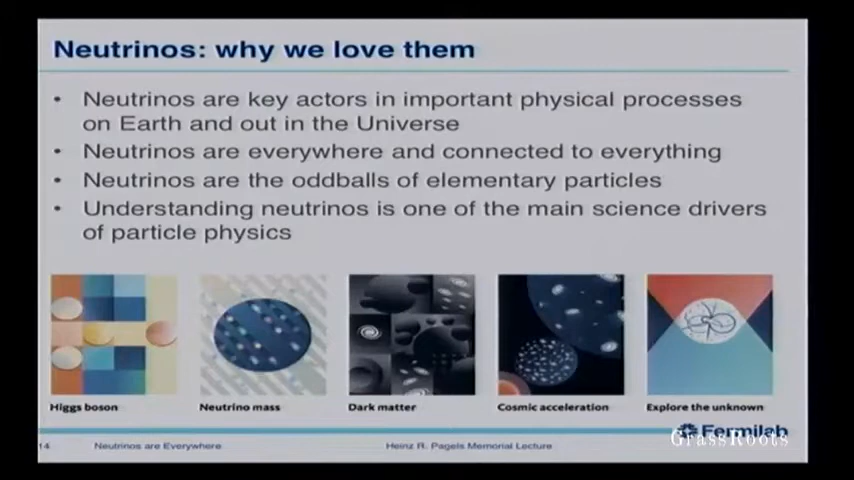 Neutrinos: why we love them
• Neutrinos are key actors in important physical processes
on Earth and out in the Universe
• Neutrinos are everywhere and connected to everything
• Neutrinos are the oddballs of elementary particles
• Understanding neutrinos is one of the main science drivers
of particle physics
Higgs boson
Neutrino mass
Dark matter
Cosmic acceleration
Explore the unknown
Fermilab
GrassRoots
14
Neutrinos are Everywhere
Heinz R. Pagels Memorial Lecture